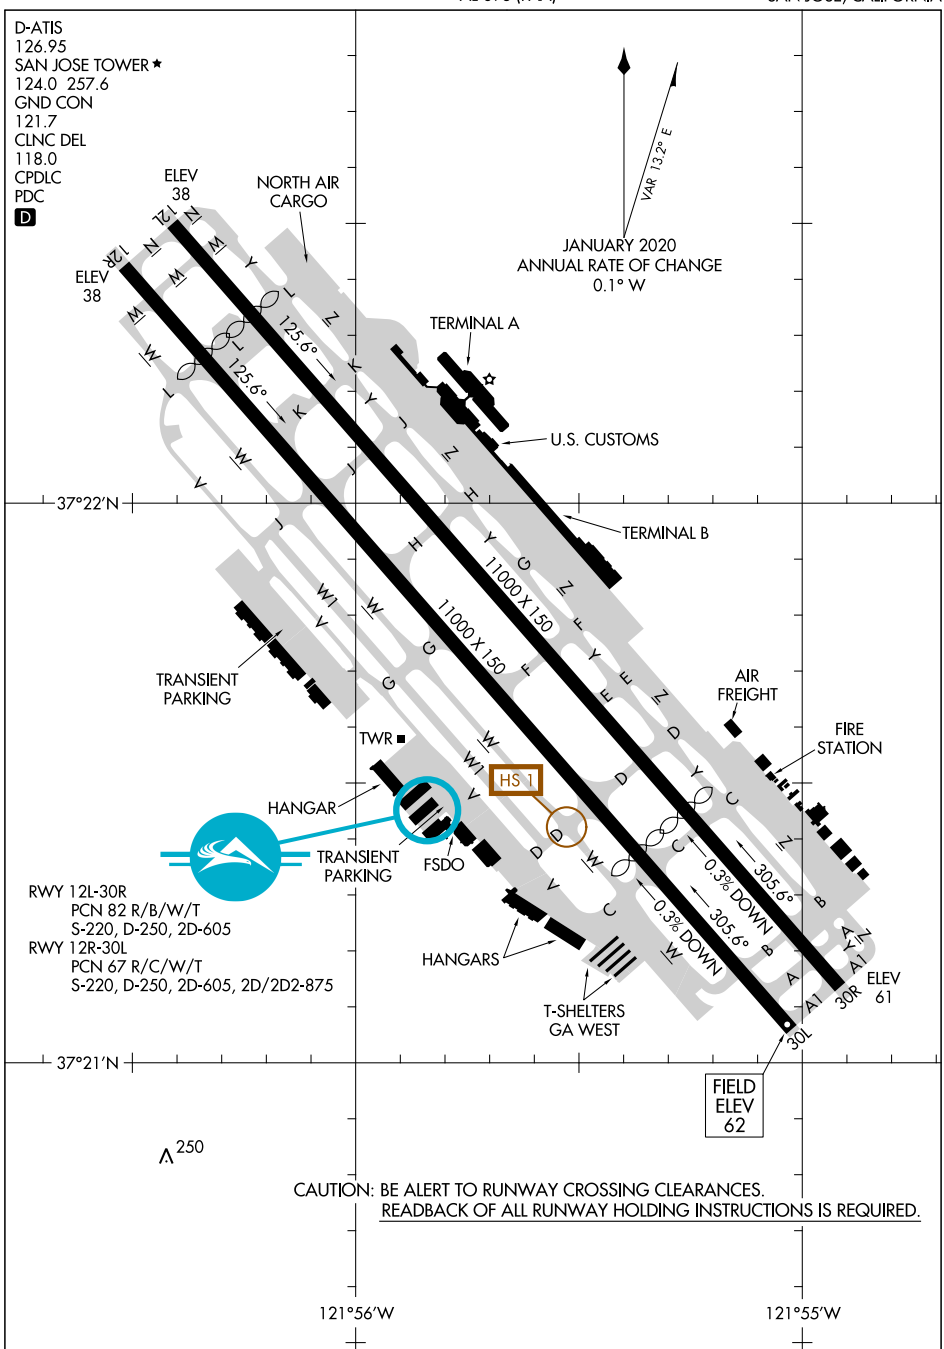 D-ATIS
126.95
SAN JOSE TOWER★
124.0 257.6
GND CON
121.7
CLNC DEL
118.0
CPDLC
PDC
D
VAR 13.2° E
JANUARY 2020
ANNUAL RATE OF CHANGE
0.1° W
ELEV
38
12L
N
N
W
W
ELEV
38
12R
W
W
NORTH AIR
CARGO
Y
L
Z
L
L
125.6°
125.6°
K
K
Y
J
J
J
Z
H
H
W
V
TERMINAL A
U.S. CUSTOMS
TERMINAL B
37°22'N
Y
G
Z
F
11000 X 150
11000 X 150
W1
V
W
G
G
F
Y
E
E
Z
D
TRANSIENT
PARKING
AIR
FREIGHT
FIRE
STATION
TWR
W
W1
V
HS 1
D
D
D
Y
C
C
C
Z
HANGAR
TRANSIENT
PARKING
FSDO
V
W
W
0.3% DOWN
305.6°
0.3% DOWN
305.6°
B
B
A
A
Y
Z
A1
A1
30R
ELEV
61
30L
RWY 12L-30R
PCN 82 R/B/W/T
S-220, D-250, 2D-605
RWY 12R-30L
PCN 67 R/C/W/T
S-220, D-250, 2D-605, 2D/2D2-875
HANGARS
T-SHELTERS
GA WEST
37°21'N
FIELD
ELEV
62
250
CAUTION: BE ALERT TO RUNWAY CROSSING CLEARANCES.
READBACK OF ALL RUNWAY HOLDING INSTRUCTIONS IS REQUIRED.
121°56'W
121°55'W